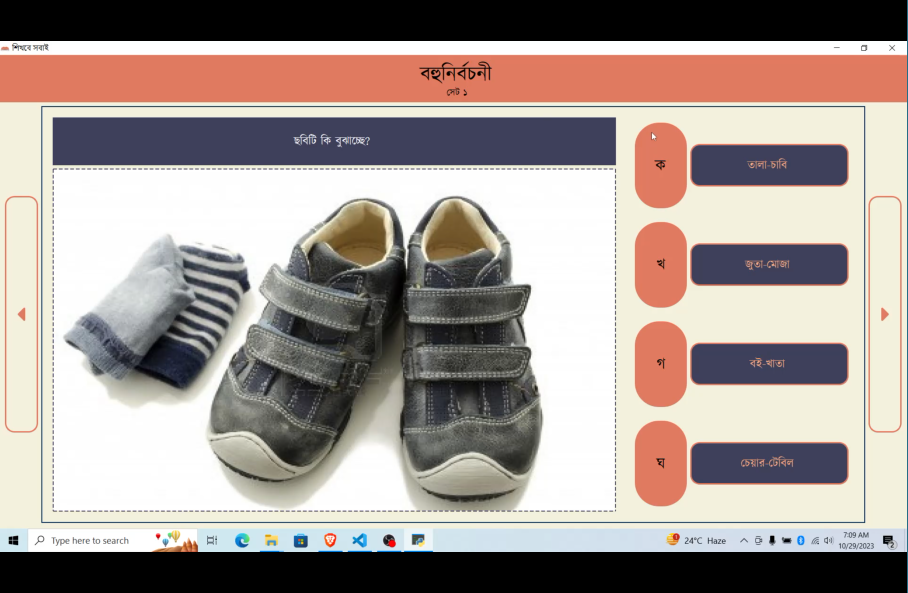 শিখবে সবাই
বহুনির্বচনী
সেট ১
ছবিটি কি বুঝাচ্ছে?
ক
তালা-চাবি
খ
জুতা-মোজা
গ
বই-খাতা
ঘ
চেয়ার-টেবিল
Type here to search
24°C Haze
7:09 AM
10/29/2023
2